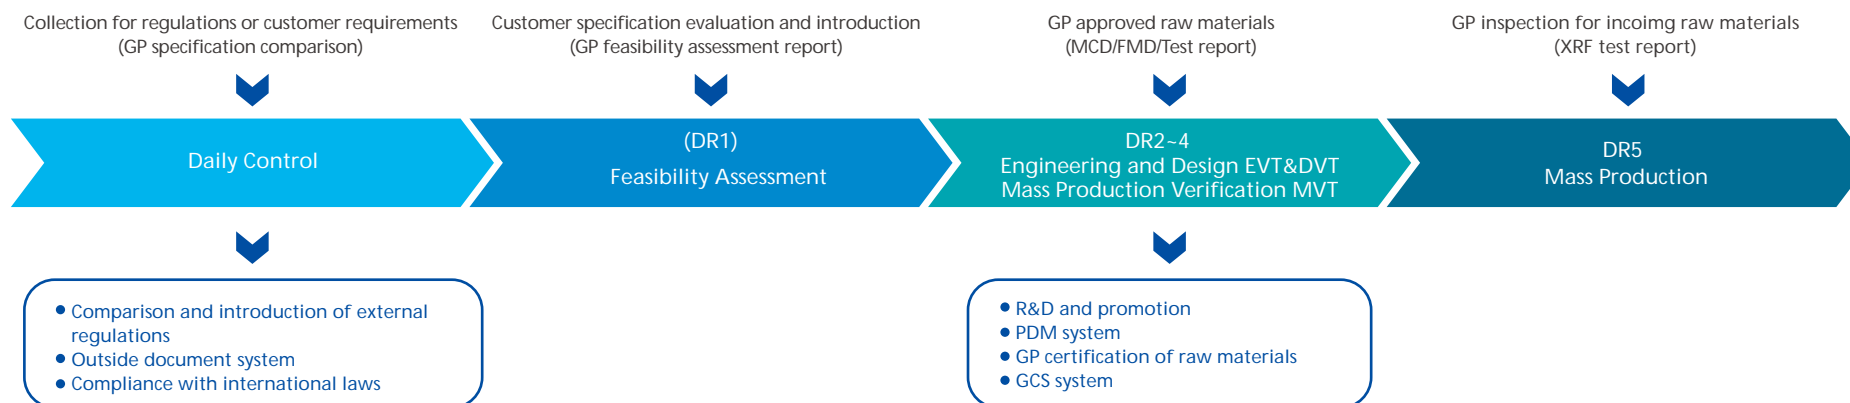 Collection for regulations or customer requirements
(GP specification comparison)
Customer specification evaluation and introduction
(GP feasibility assessment report)
GP approved raw materials
(MCD/FMD/Test report)
GP inspection for incoimg raw materials
(XRF test report)
Daily Control
(DR1)
Feasibility Assessment
DR2~4
Engineering and Design EVT&DVT
Mass Production Verification MVT
DR5
Mass Production
• Comparison and introduction of external
regulations
• Outside document system
• Compliance with international laws
• R&D and promotion
• PDM system
• GP certification of raw materials
• GCS system